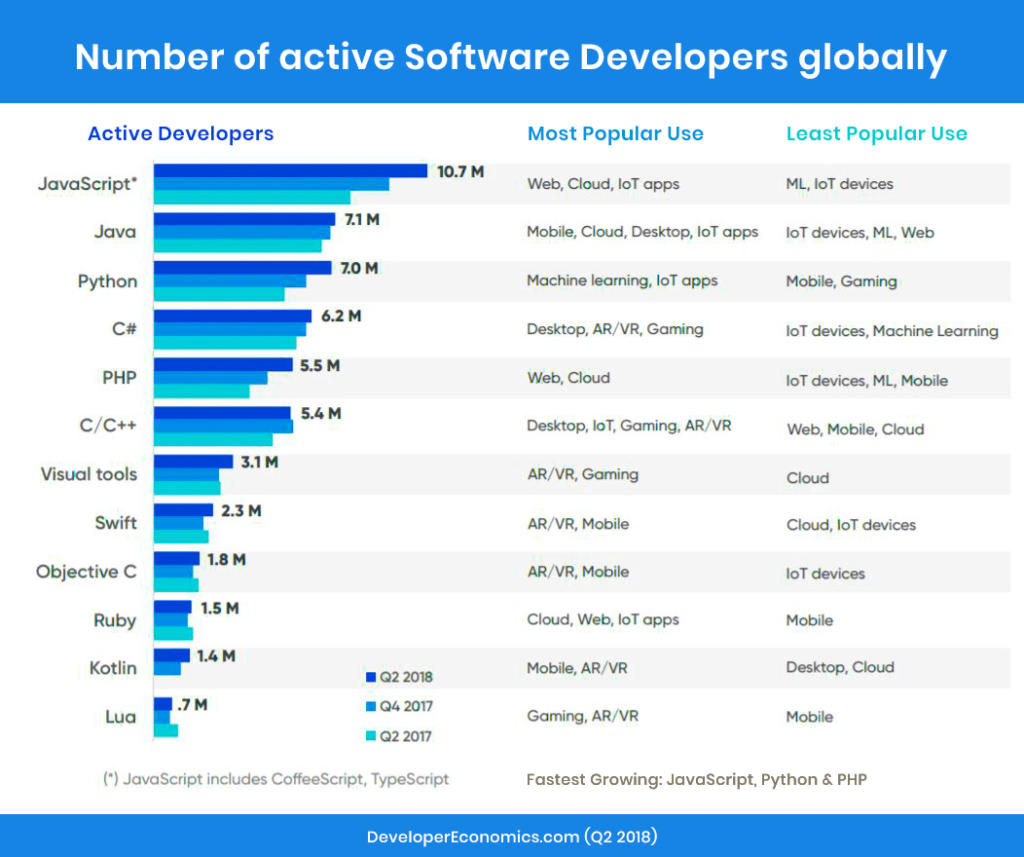 Number of active Software Developers globally
Active Developers Most Popular Use Least Popular Use
JavaScript* 10.7 M Web, Cloud, IoT apps ML, IoT devices
Java 7.1 M Mobile, Cloud, Desktop, IoT apps IoT devices, ML, Web
Python 7.0 M Machine learning, IoT apps Mobile, Gaming
C# 6.2 M Desktop, AR/VR, Gaming IoT devices, Machine Learning
PHP 5.5 M Web, Cloud IoT devices, ML, Mobile
C/C++ 5.4 M Desktop, IoT, Gaming, AR/VR Web, Mobile, Cloud
Visual tools 3.1 M AR/VR, Gaming Cloud
Swift 2.3 M AR/VR, Mobile Cloud, IoT devices
Objective C 1.8 M AR/VR, Mobile IoT devices
Ruby 1.5 M Cloud, Web, IoT apps Mobile
Kotlin 1.4 M Mobile, AR/VR Desktop, Cloud
Q2 2018
Lua .7 M Gaming, AR/VR Mobile
Q4 2017
Q2 2017
(*) JavaScript includes CoffeeScript, TypeScript Fastest Growing: JavaScript, Python & PHP
DeveloperEconomics.com (Q2 2018)